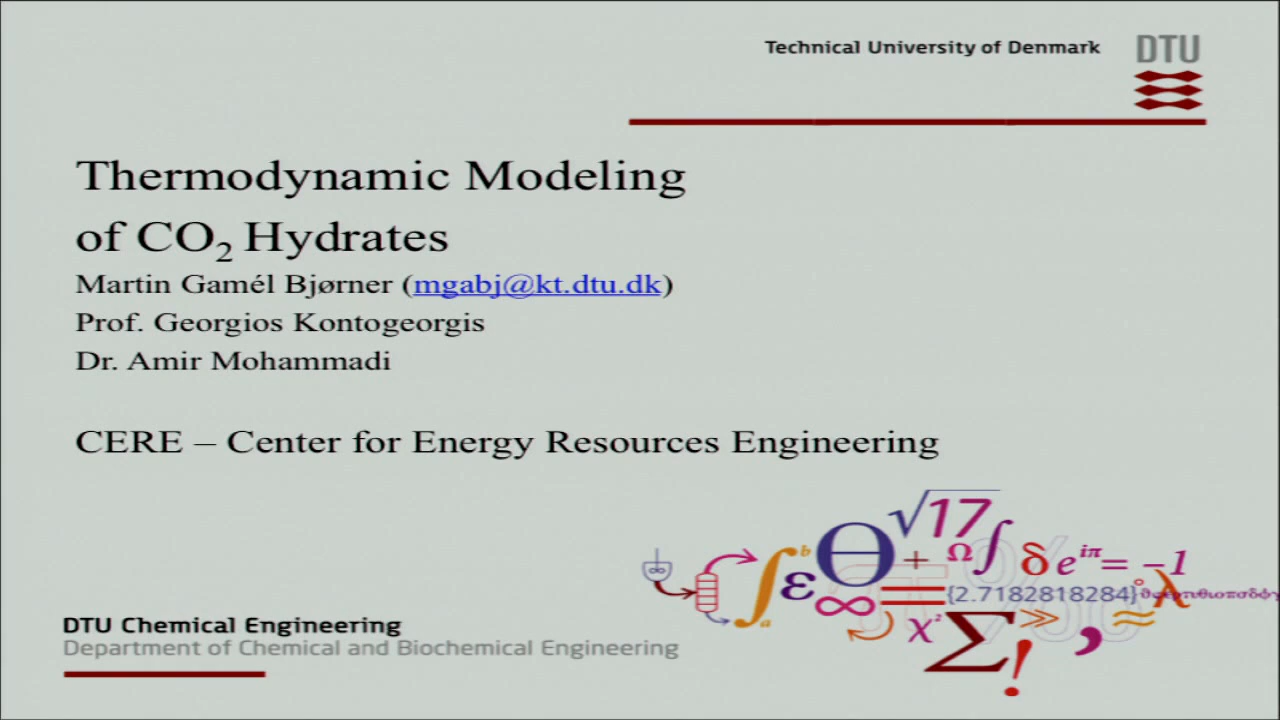 Technical University of Denmark
DTU
Thermodynamic Modeling
of CO₂ Hydrates
Martin Gamél Bjørner (mgabj@kt.dtu.dk)
Prof. Georgios Kontogeorgis
Dr. Amir Mohammadi
CERE – Center for Energy Resources Engineering
√17
∫ₐᵇ ε Θ + Ω ∫ δ e^iπ = −1
∞ = {2.7182818284}
χ² Σ ! ≫ , ≈ λ
DTU Chemical Engineering
Department of Chemical and Biochemical Engineering